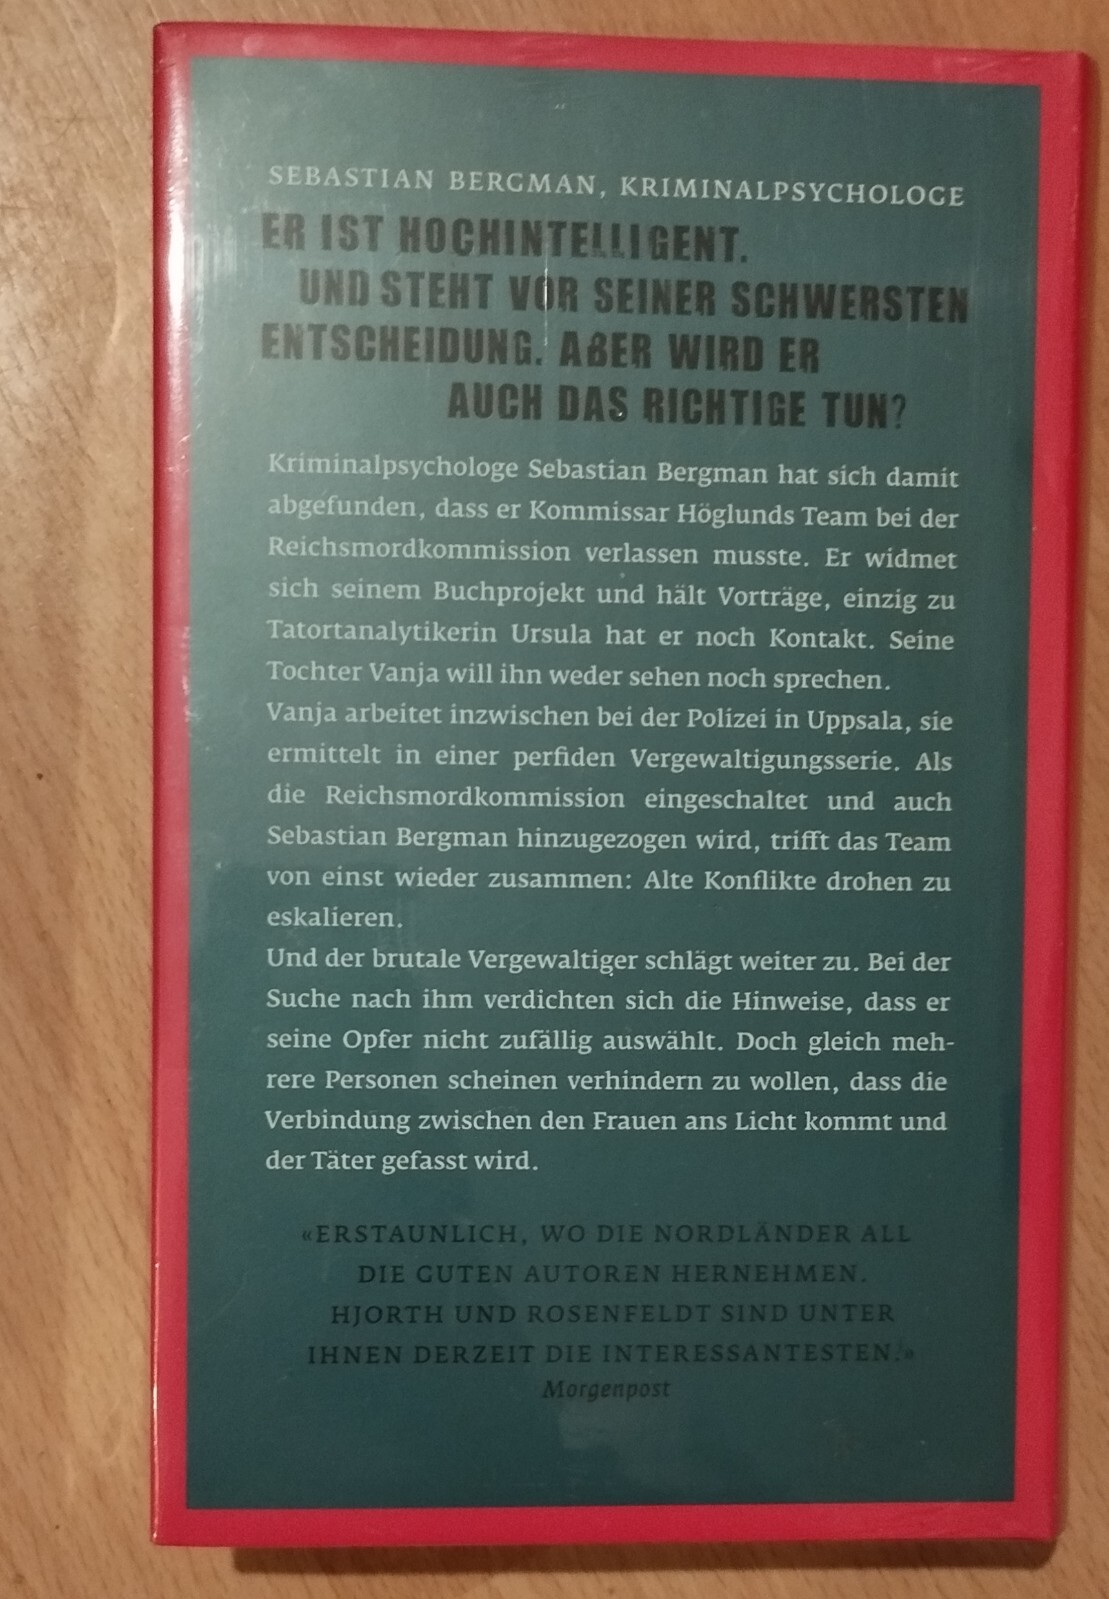 SEBASTIAN BERGMAN, KRIMINALPSYCHOLOGE
ER IST HOCHINTELLIGENT.
UND STEHT VOR SEINER SCHWERSTEN
ENTSCHEIDUNG. ABER WIRD ER
AUCH DAS RICHTIGE TUN?
Kriminalpsychologe Sebastian Bergman hat sich damit
abgefunden, dass er Kommissar Höglunds Team bei der
Reichsmordkommission verlassen musste. Er widmet
sich seinem Buchprojekt und hält Vorträge, einzig zu
Tatortanalytikerin Ursula hat er noch Kontakt. Seine
Tochter Vanja will ihn weder sehen noch sprechen.
Vanja arbeitet inzwischen bei der Polizei in Uppsala, sie
ermittelt in einer perfiden Vergewaltigungsserie. Als
die Reichsmordkommission eingeschaltet und auch
Sebastian Bergman hinzugezogen wird, trifft das Team
von einst wieder zusammen: Alte Konflikte drohen zu
eskalieren.
Und der brutale Vergewaltiger schlägt weiter zu. Bei der
Suche nach ihm verdichten sich die Hinweise, dass er
seine Opfer nicht zufällig auswählt. Doch gleich meh-
rere Personen scheinen verhindern zu wollen, dass die
Verbindung zwischen den Frauen ans Licht kommt und
der Täter gefasst wird.
«ERSTAUNLICH, WO DIE NORDLÄNDER ALL
DIE GUTEN AUTOREN HERNEHMEN.
HJORTH UND ROSENFELDT SIND UNTER
IHNEN DERZEIT DIE INTERESSANTESTEN.»
Morgenpost